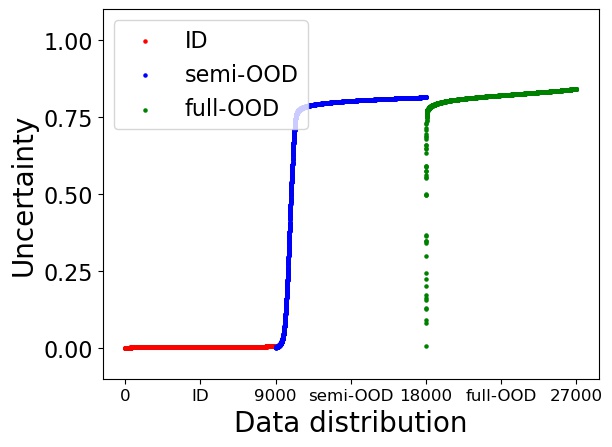 ID
semi-OOD
full-OOD
1.00
0.75
0.50
0.25
0.00
Uncertainty
0 ID 9000 semi-OOD 18000 full-OOD 27000
Data distribution